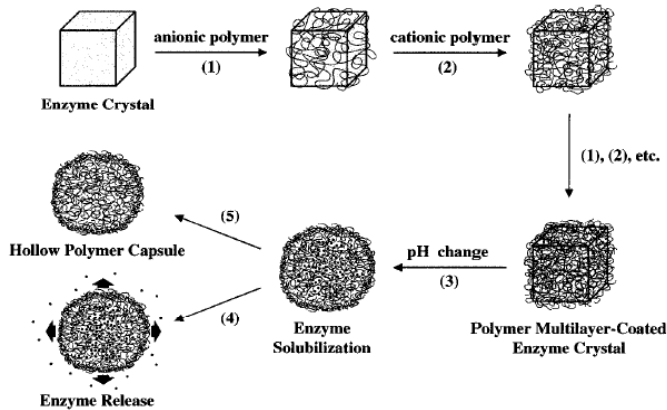 anionic polymer
(1)
cationic polymer
(2)
Enzyme Crystal
(1), (2), etc.
(5)
Hollow Polymer Capsule
pH change
(3)
(4)
Enzyme
Solubilization
Polymer Multilayer-Coated
Enzyme Crystal
Enzyme Release